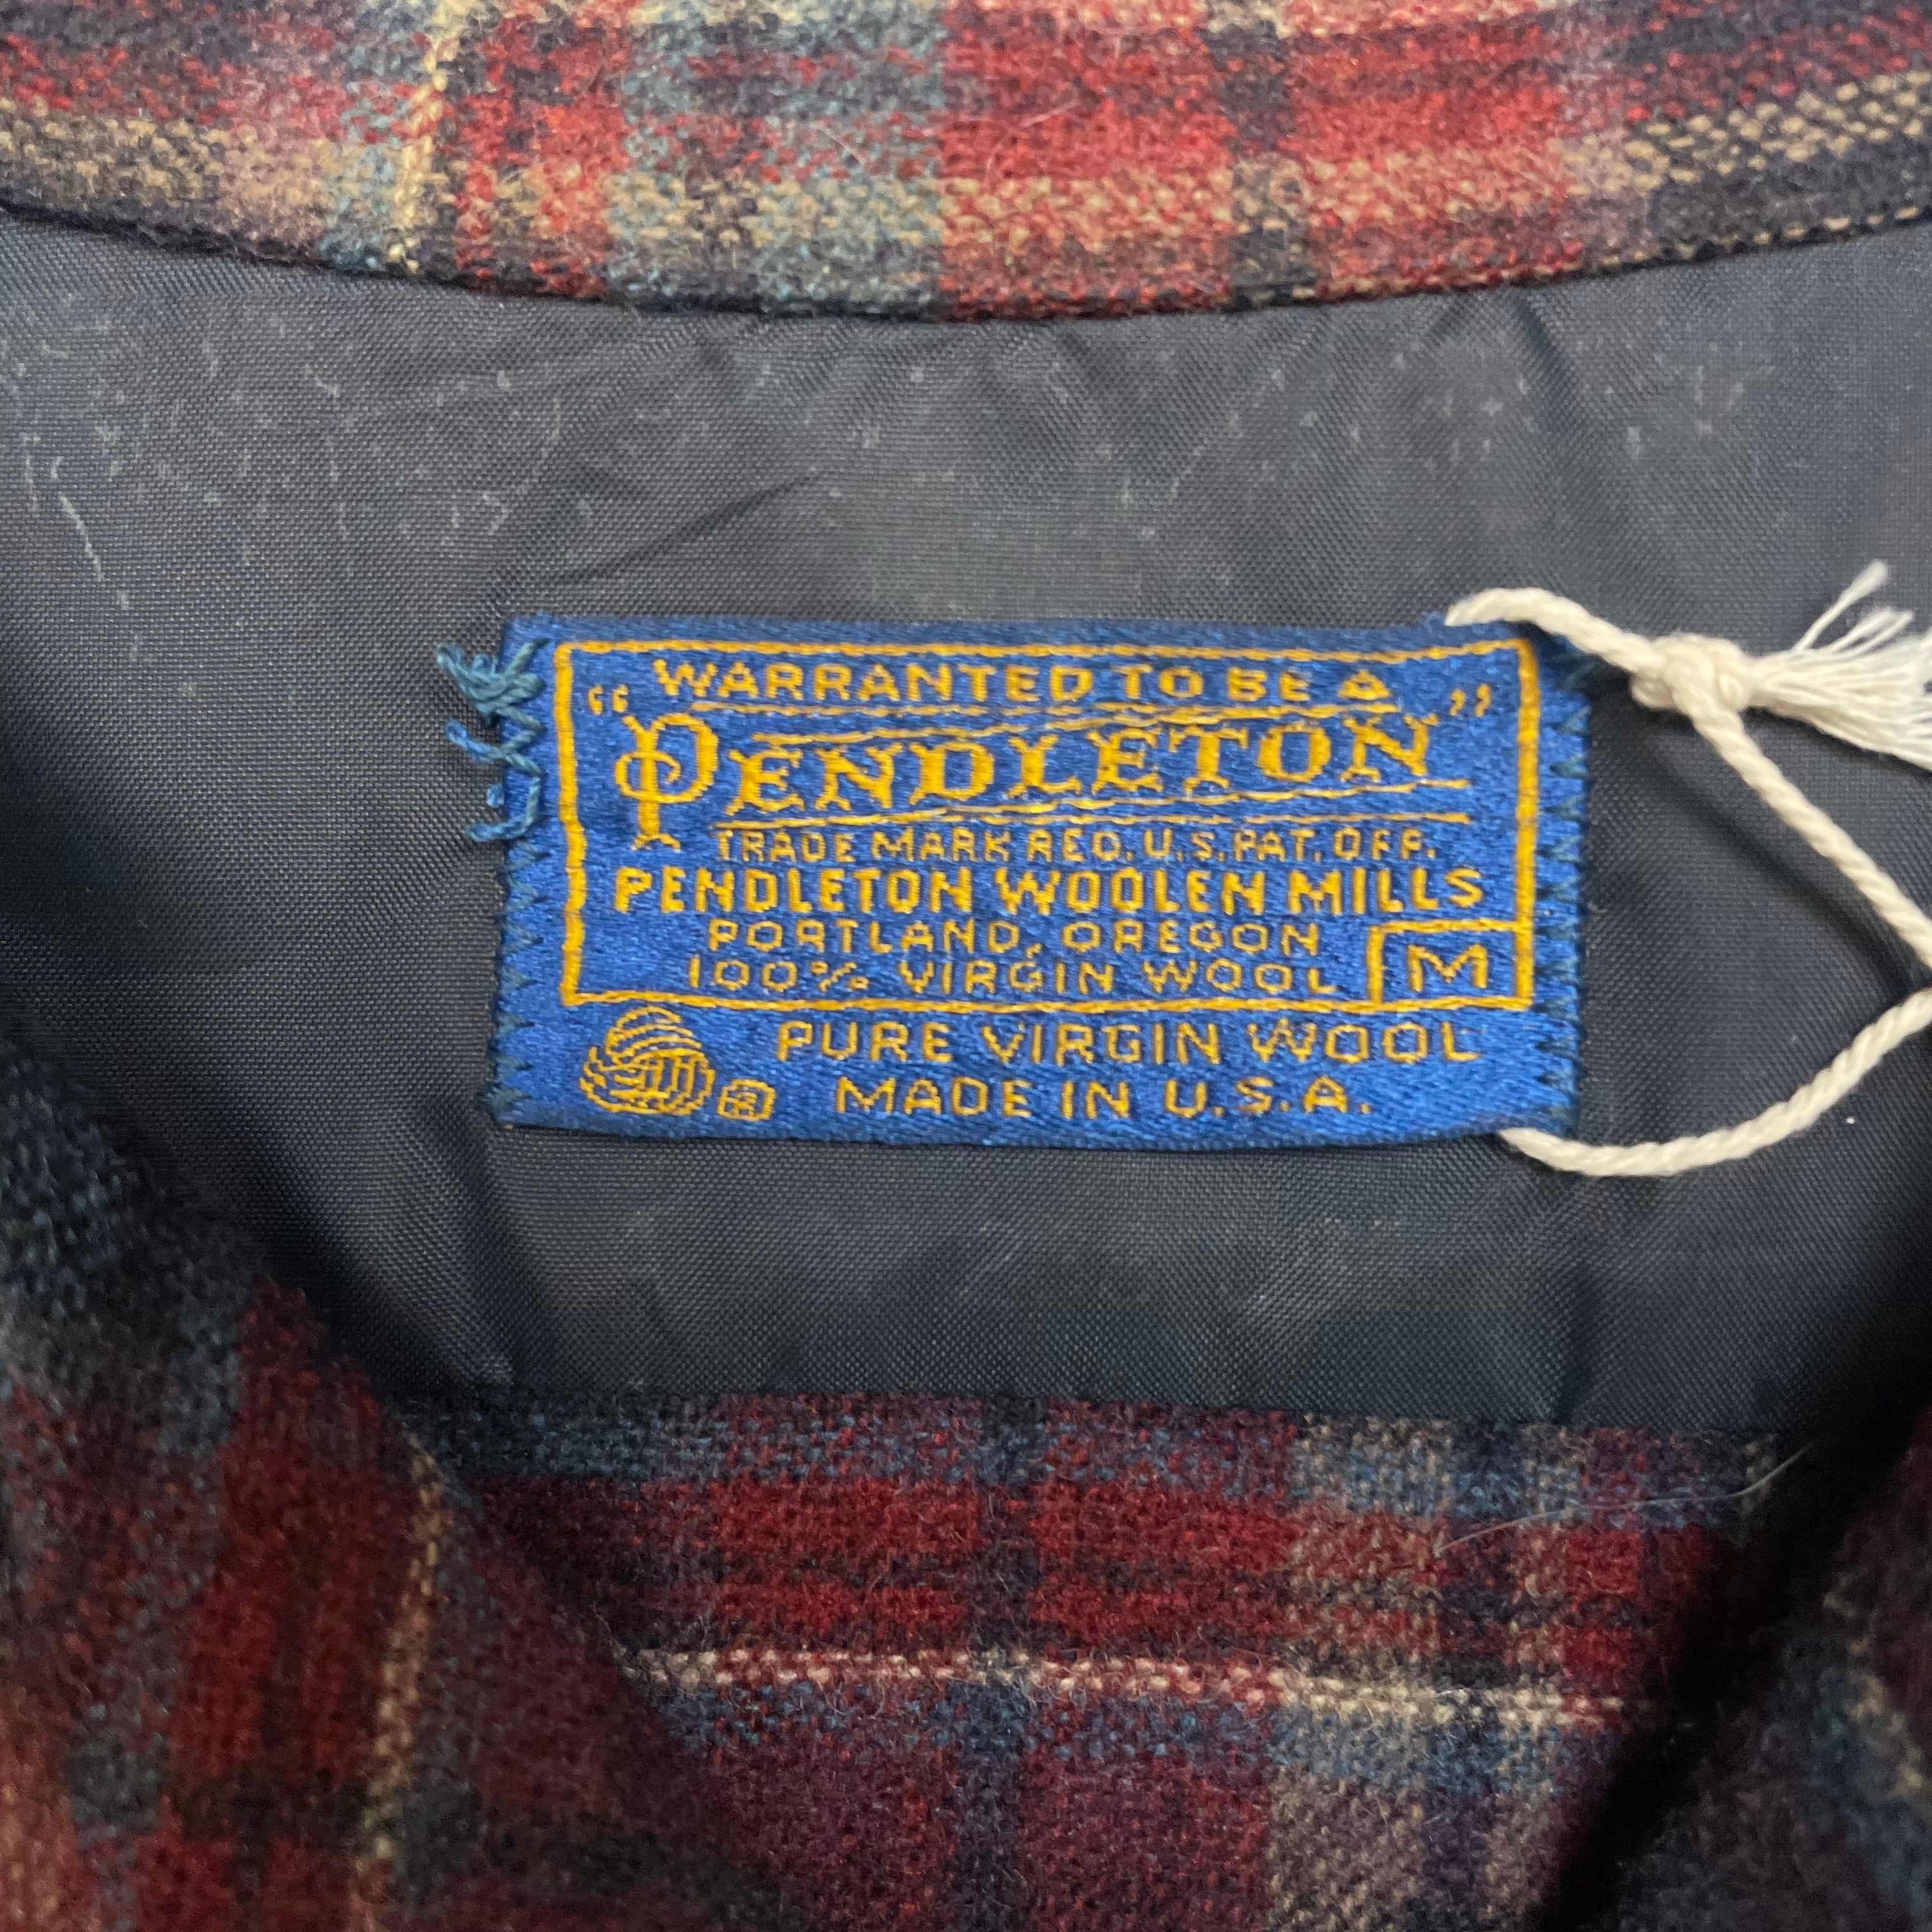 WARRANTED TO BE A
"PENDLETON"
TRADE MARK REG. U.S. PAT. OFF.
PENDLETON WOOLEN MILLS
PORTLAND, OREGON
100% VIRGIN WOOL M
PURE VIRGIN WOOL
® MADE IN U.S.A.